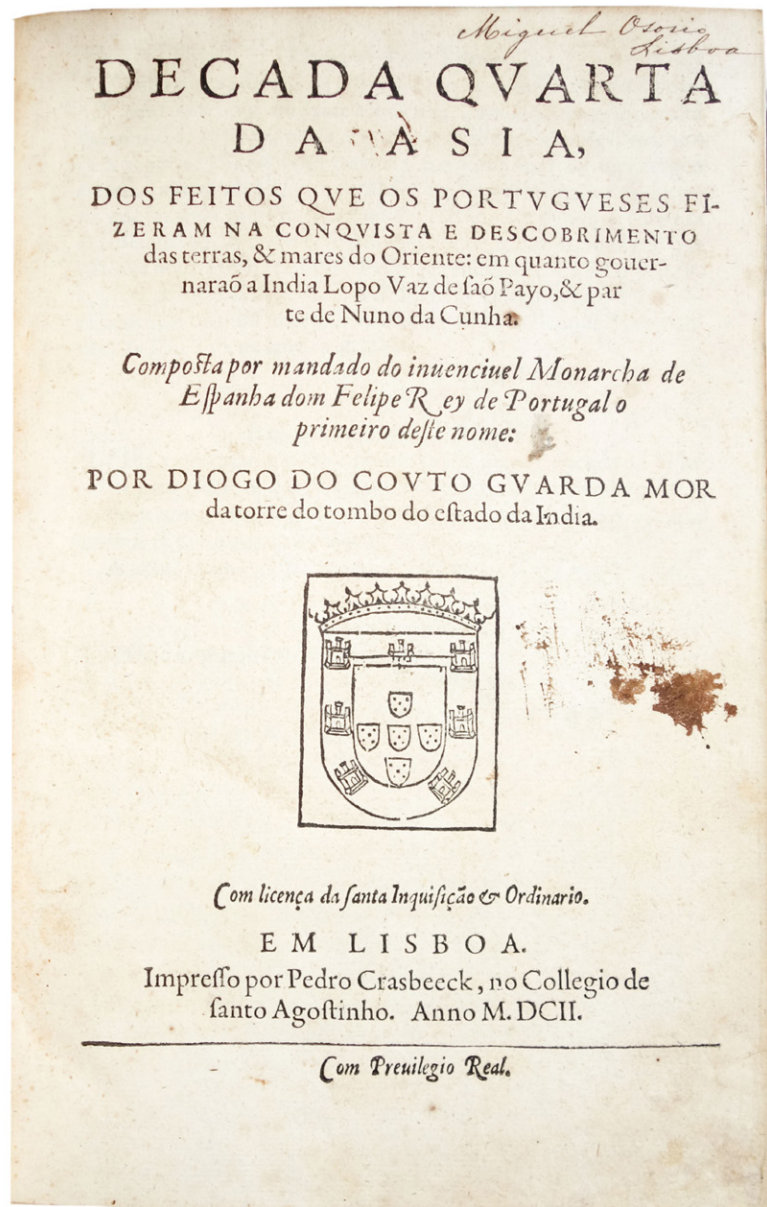 Miguel Osorio
Lisboa
DECADA QVARTA
DA ASIA,
DOS FEITOS QVE OS PORTVGVESES FI-
ZERAM NA CONQVISTA E DESCOBRIMENTO
das terras, & mares do Oriente: em quanto gouer-
naraõ a India Lopo Vaz de ſaõ Payo, & par
te de Nuno da Cunha.
Compoſta por mandado do inuenciuel Monarcha de
Eſpanha dom Felipe Rey de Portugal o
primeiro deſte nome:
POR DIOGO DO COVTO GVARDA MOR
da torre do tombo do eſtado da India.
Com licença da ſanta Inquiſição & Ordinario.
EM LISBOA.
Impreſſo por Pedro Crasbeeck, no Collegio de
ſanto Agoſtinho. Anno M. DCII.
Com Preuilegio Real.